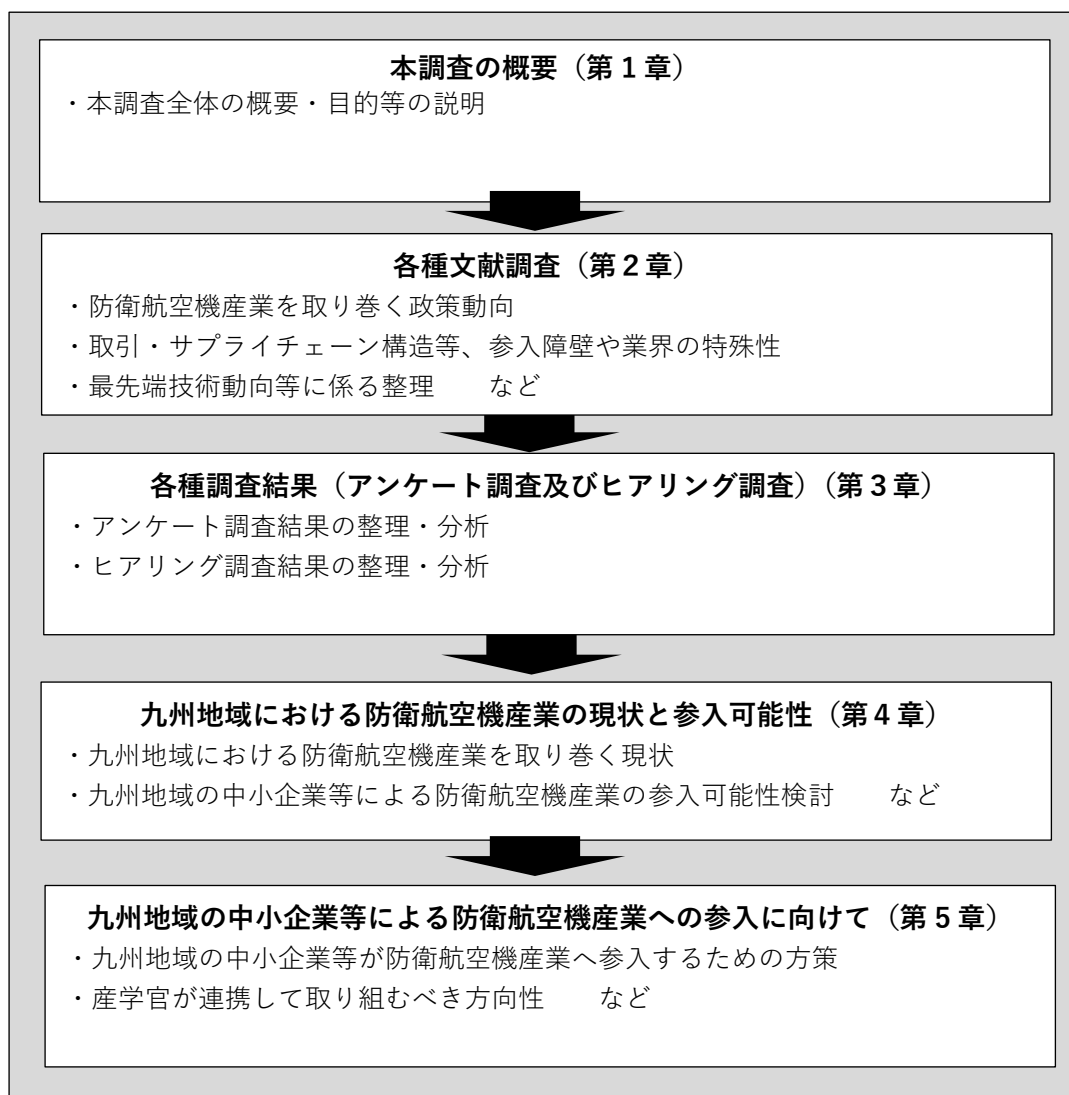 本調査の概要（第１章）
・本調査全体の概要・目的等の説明
各種文献調査（第２章）
・防衛航空機産業を取り巻く政策動向
・取引・サプライチェーン構造等、参入障壁や業界の特殊性
・最先端技術動向等に係る整理　　など
各種調査結果（アンケート調査及びヒアリング調査）（第３章）
・アンケート調査結果の整理・分析
・ヒアリング調査結果の整理・分析
九州地域における防衛航空機産業の現状と参入可能性（第４章）
・九州地域における防衛航空機産業を取り巻く現状
・九州地域の中小企業等による防衛航空機産業の参入可能性検討　　など
九州地域の中小企業等による防衛航空機産業への参入に向けて（第５章）
・九州地域の中小企業等が防衛航空機産業へ参入するための方策
・産学官が連携して取り組むべき方向性　　など